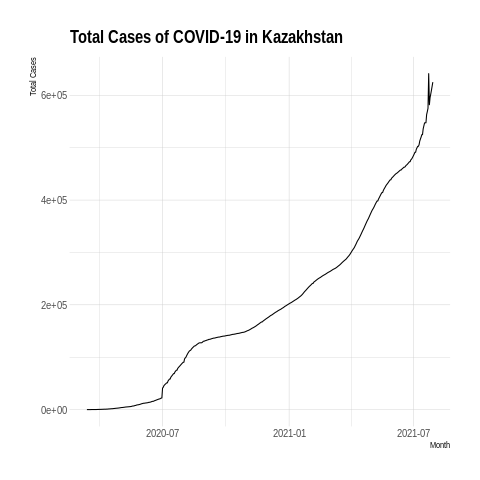 Total Cases of COVID-19 in Kazakhstan
Total Cases
6e+05
4e+05
2e+05
0e+00
2020-07
2021-01
2021-07
Month